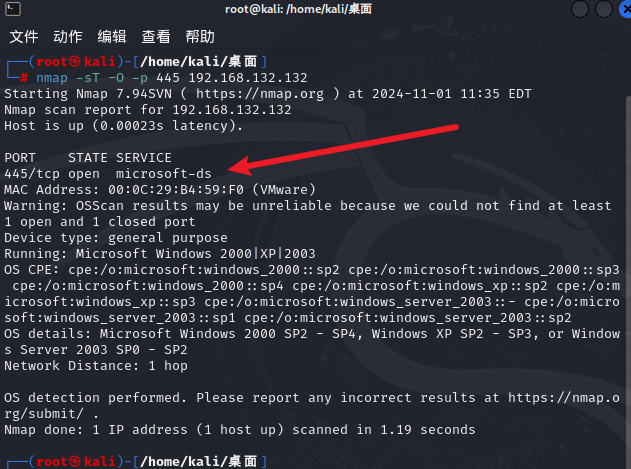 root@kali: /home/kali/桌面
文件 动作 编辑 查看 帮助
┌──(root㉿kali)-[/home/kali/桌面]
└─# nmap -sT -O -p 445 192.168.132.132
Starting Nmap 7.94SVN ( https://nmap.org ) at 2024-11-01 11:35 EDT
Nmap scan report for 192.168.132.132
Host is up (0.00023s latency).
PORT    STATE SERVICE
445/tcp open  microsoft-ds
MAC Address: 00:0C:29:B4:59:F0 (VMware)
Warning: OSScan results may be unreliable because we could not find at least
1 open and 1 closed port
Device type: general purpose
Running: Microsoft Windows 2000|XP|2003
OS CPE: cpe:/o:microsoft:windows_2000::sp2 cpe:/o:microsoft:windows_2000::sp3
cpe:/o:microsoft:windows_2000::sp4 cpe:/o:microsoft:windows_xp::sp2 cpe:/o:m
icrosoft:windows_xp::sp3 cpe:/o:microsoft:windows_server_2003::- cpe:/o:micro
soft:windows_server_2003::sp1 cpe:/o:microsoft:windows_server_2003::sp2
OS details: Microsoft Windows 2000 SP2 - SP4, Windows XP SP2 - SP3, or Window
s Server 2003 SP0 - SP2
Network Distance: 1 hop
OS detection performed. Please report any incorrect results at https://nmap.o
rg/submit/ .
Nmap done: 1 IP address (1 host up) scanned in 1.19 seconds
┌──(root㉿kali)-[/home/kali/桌面]